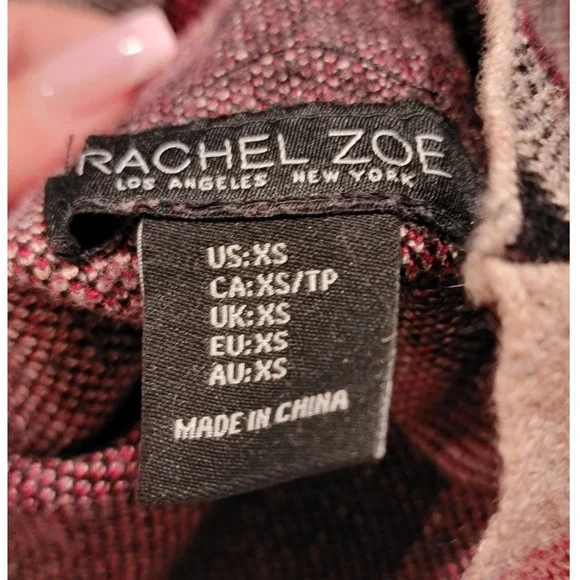 RACHEL ZOE
LOS ANGELES NEW YORK
US:XS
CA:XS/TP
UK:XS
EU:XS
AU:XS
MADE IN CHINA